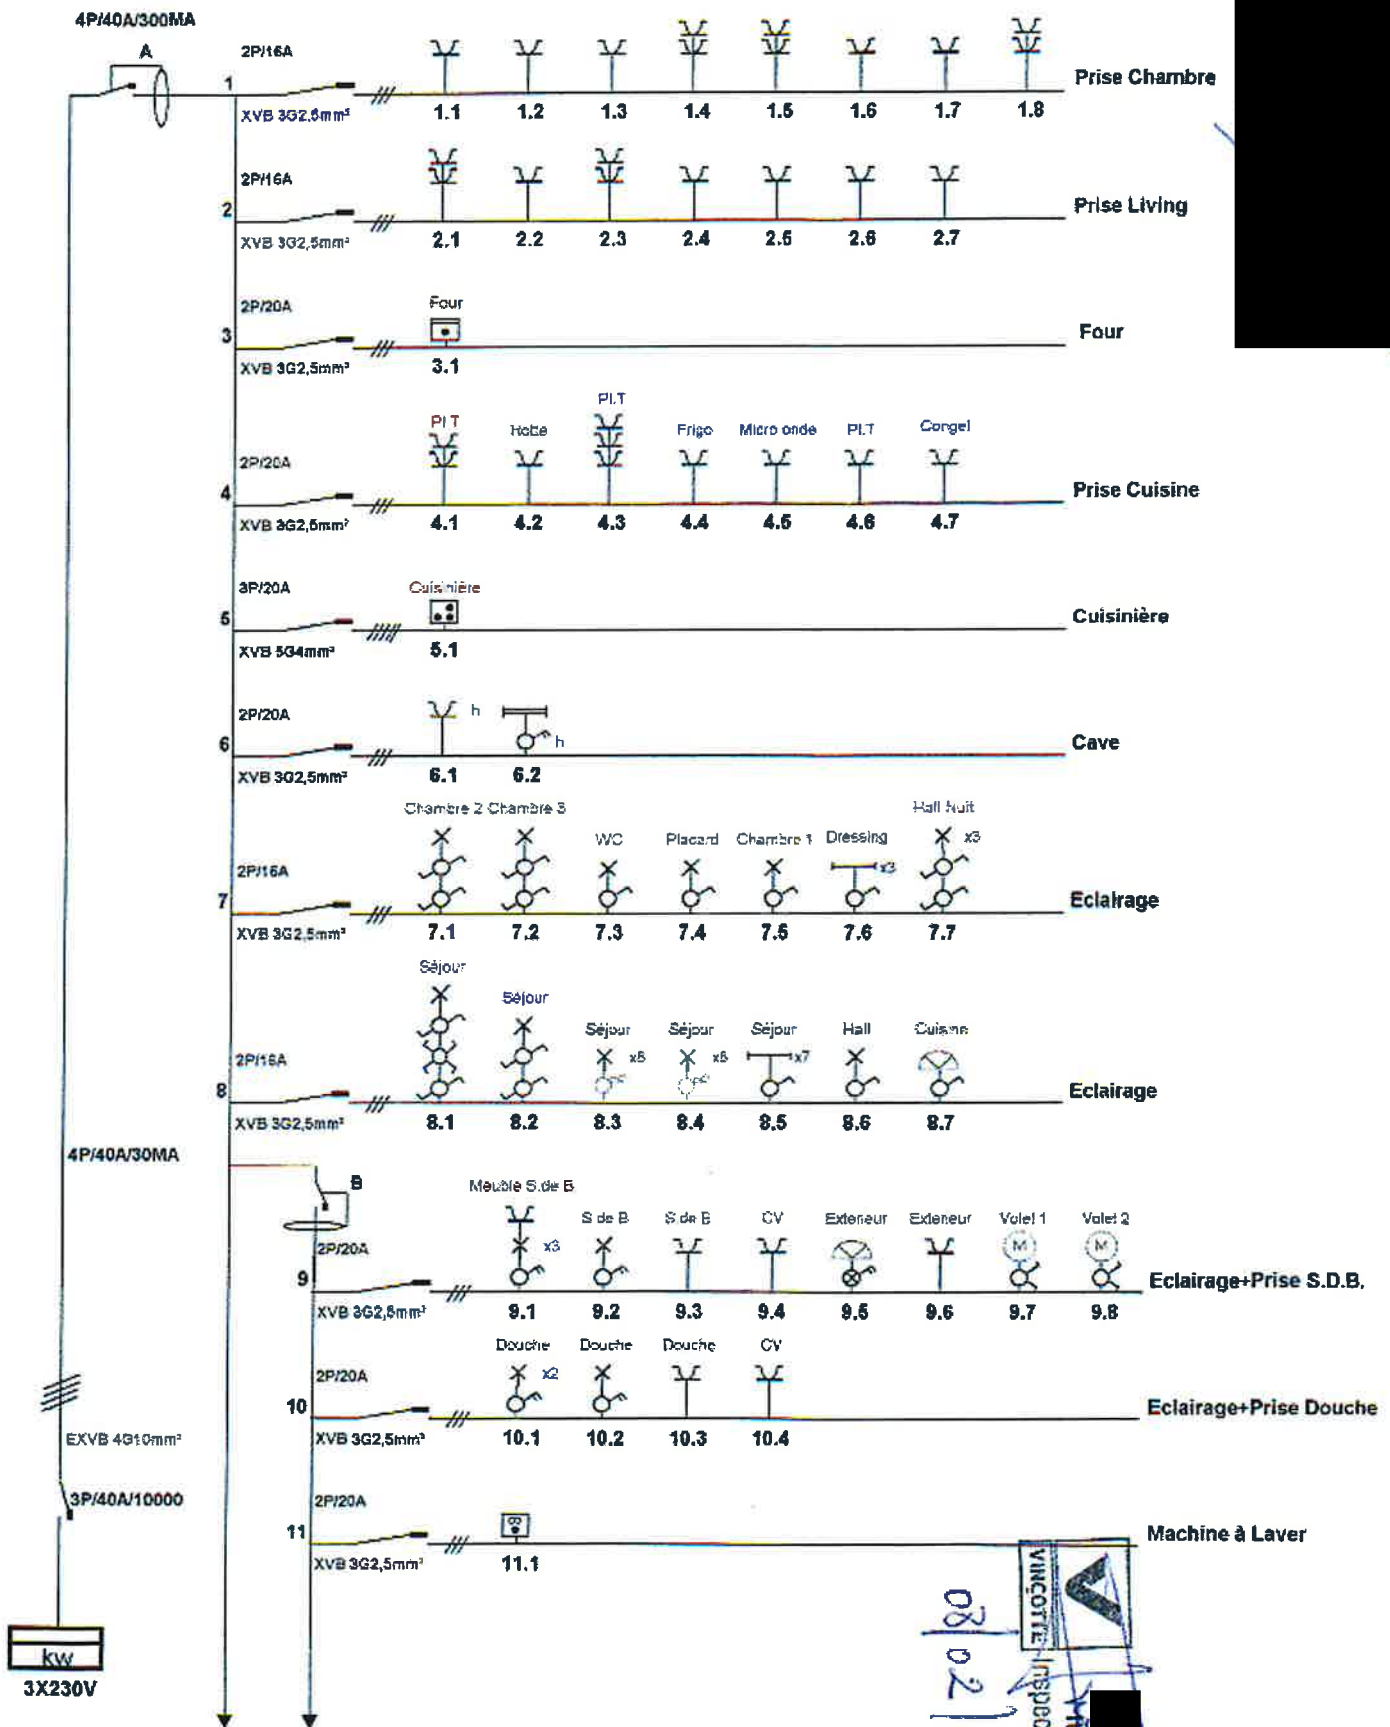 4P/40A/300MA
A
1
2P/16A
XVB 3G2,5mm²
1.1 1.2 1.3 1.4 1.5 1.6 1.7 1.8
Prise Chambre
2
2P/16A
XVB 3G2,5mm²
2.1 2.2 2.3 2.4 2.5 2.6 2.7
Prise Living
3
2P/20A
XVB 3G2,5mm²
Four
3.1
Four
4
2P/20A
XVB 3G2,5mm²
Pl.T Hotte Pl.T Frigo Micro onde Pl.T Congel
4.1 4.2 4.3 4.4 4.5 4.6 4.7
Prise Cuisine
5
3P/20A
XVB 5G4mm²
Cuisinière
5.1
Cuisinière
6
2P/20A
XVB 3G2,5mm²
h h
6.1 6.2
Cave
7
2P/16A
XVB 3G2,5mm²
Chambre 2 Chambre 3 WC Placard Chambre 1 Dressing Hall Nuit
x3 x3
7.1 7.2 7.3 7.4 7.5 7.6 7.7
Eclairage
8
2P/16A
XVB 3G2,5mm²
Séjour Séjour Séjour Séjour Séjour Hall Cuisine
x7
8.1 8.2 8.3 8.4 8.5 8.6 8.7
Eclairage
4P/40A/30MA
B
9
2P/20A
XVB 3G2,5mm²
Meuble S.de B S.de B S.de B CV Exterieur Exterieur Volet 1 Volet 2
x3
M M
9.1 9.2 9.3 9.4 9.5 9.6 9.7 9.8
Eclairage+Prise S.D.B.
10
2P/20A
XVB 3G2,5mm²
Douche Douche Douche CV
x2
10.1 10.2 10.3 10.4
Eclairage+Prise Douche
EXVB 4G10mm²
3P/40A/10000
11
2P/20A
XVB 3G2,5mm²
11.1
Machine à Laver
kw
3X230V
VINÇOTTE
Inspec
08/02